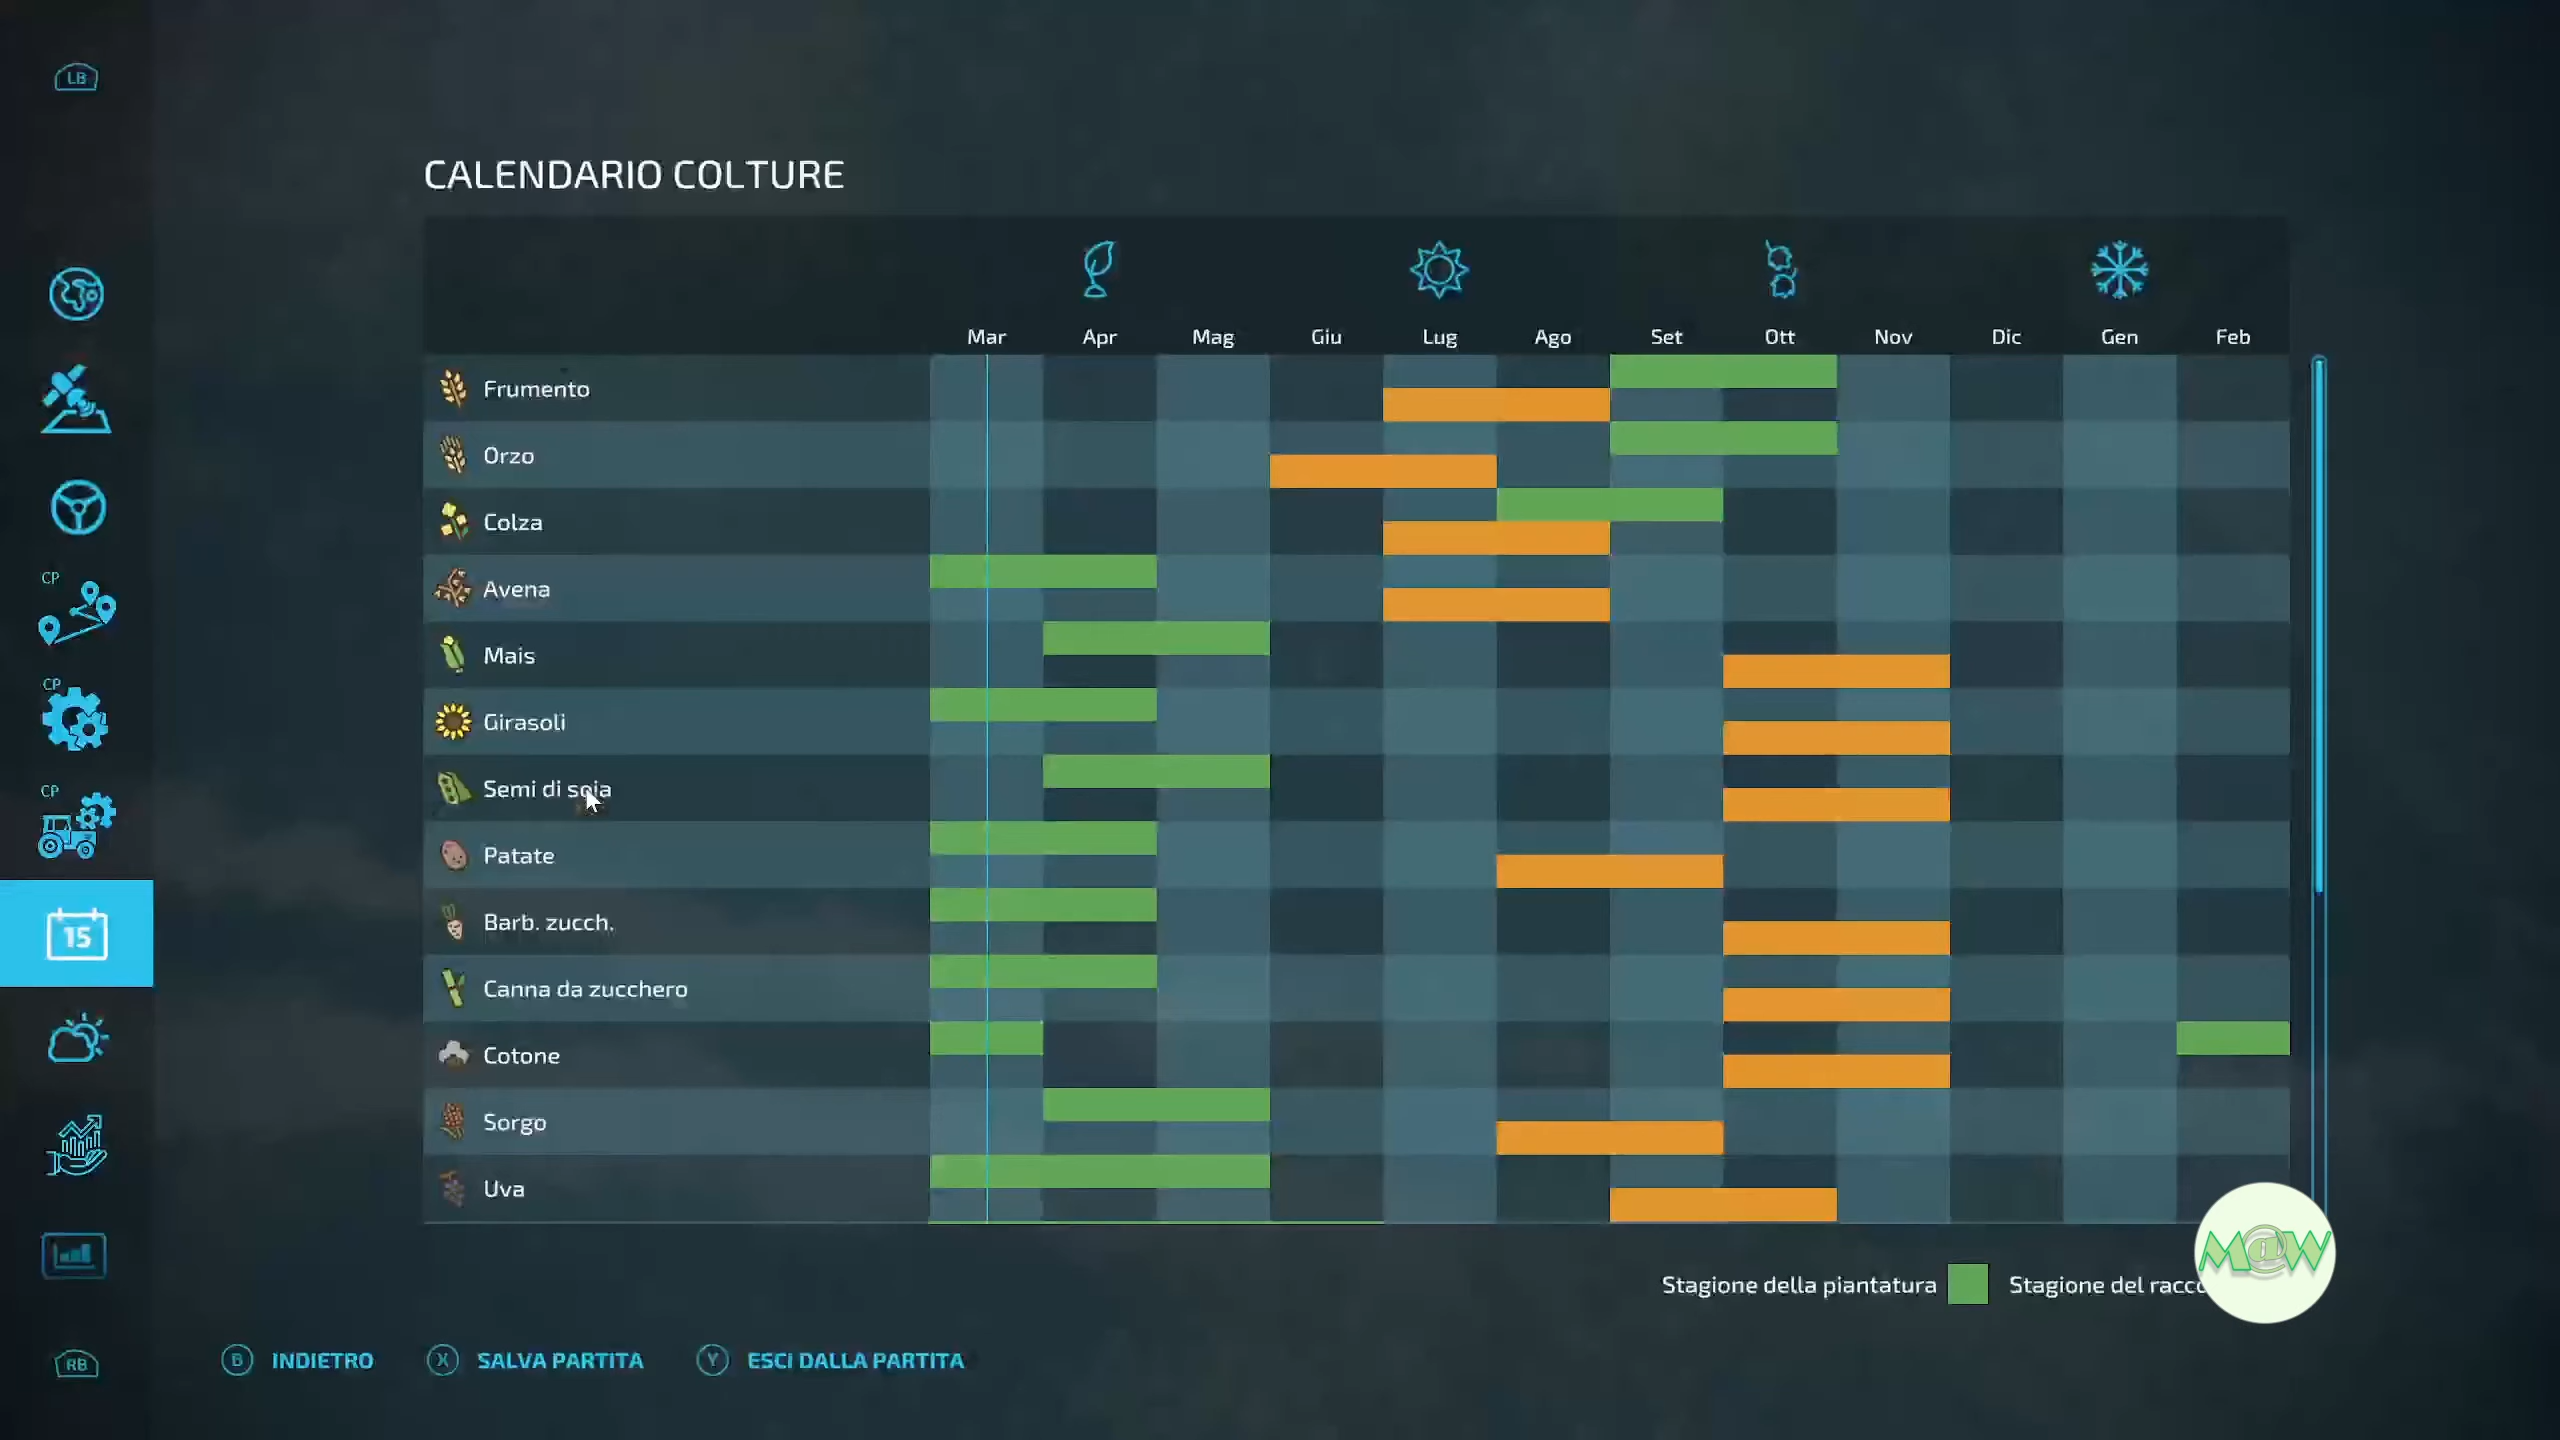 LB
CALENDARIO COLTURE
Mar Apr Mag Giu Lug Ago Set Ott Nov Dic Gen Feb
Frumento
Orzo
Colza
Avena
CP
Mais
Girasoli
CP
Semi di soia
CP
Patate
Barb. zucch.
15
Canna da zucchero
Cotone
Sorgo
Uva
M@W
Stagione della piantatura Stagione del
RB
B INDIETRO X SALVA PARTITA Y ESCI DALLA PARTITA